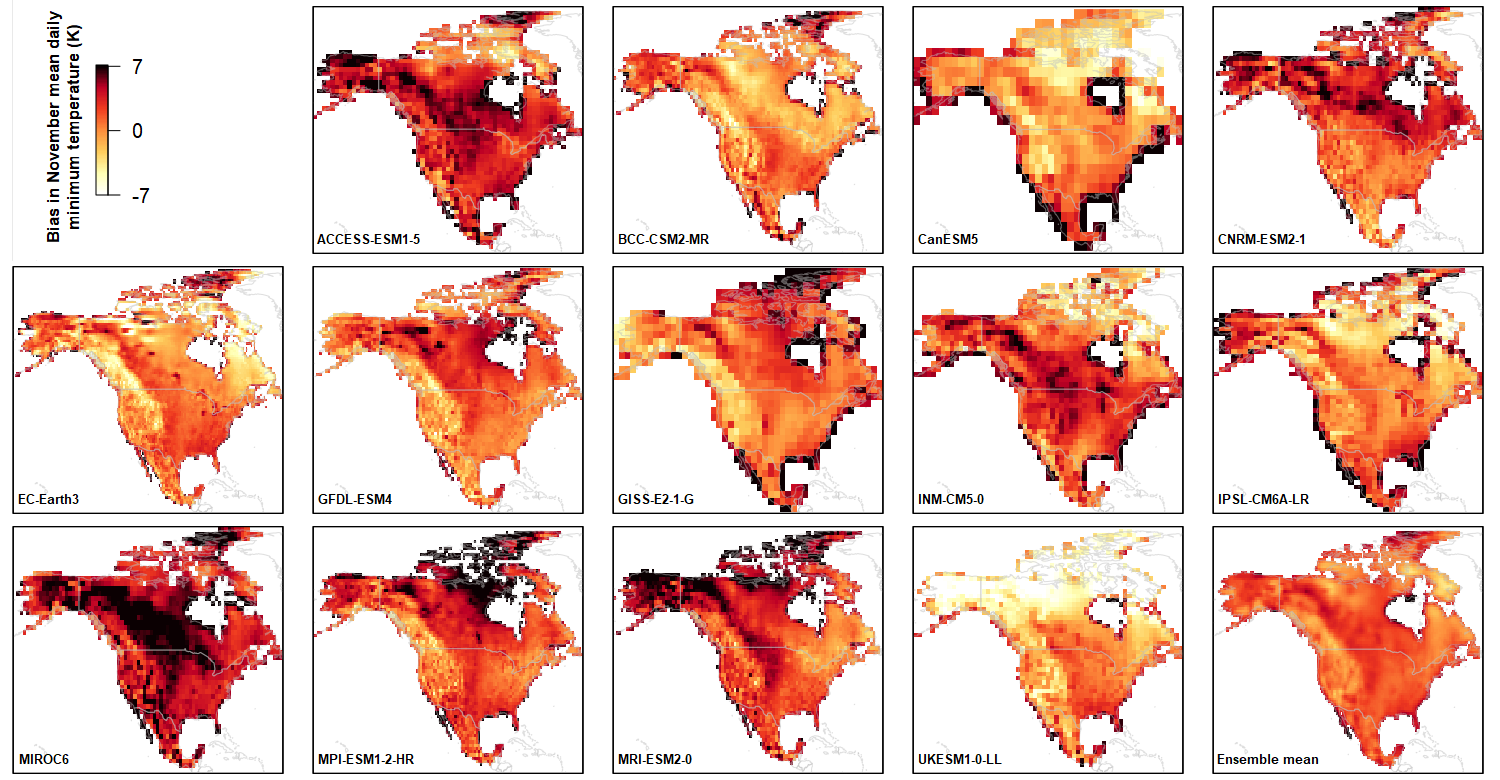 Bias in November mean daily
minimum temperature (K)
7
0
-7
ACCESS-ESM1-5
BCC-CSM2-MR
CanESM5
CNRM-ESM2-1
EC-Earth3
GFDL-ESM4
GISS-E2-1-G
INM-CM5-0
IPSL-CM6A-LR
MIROC6
MPI-ESM1-2-HR
MRI-ESM2-0
UKESM1-0-LL
Ensemble mean